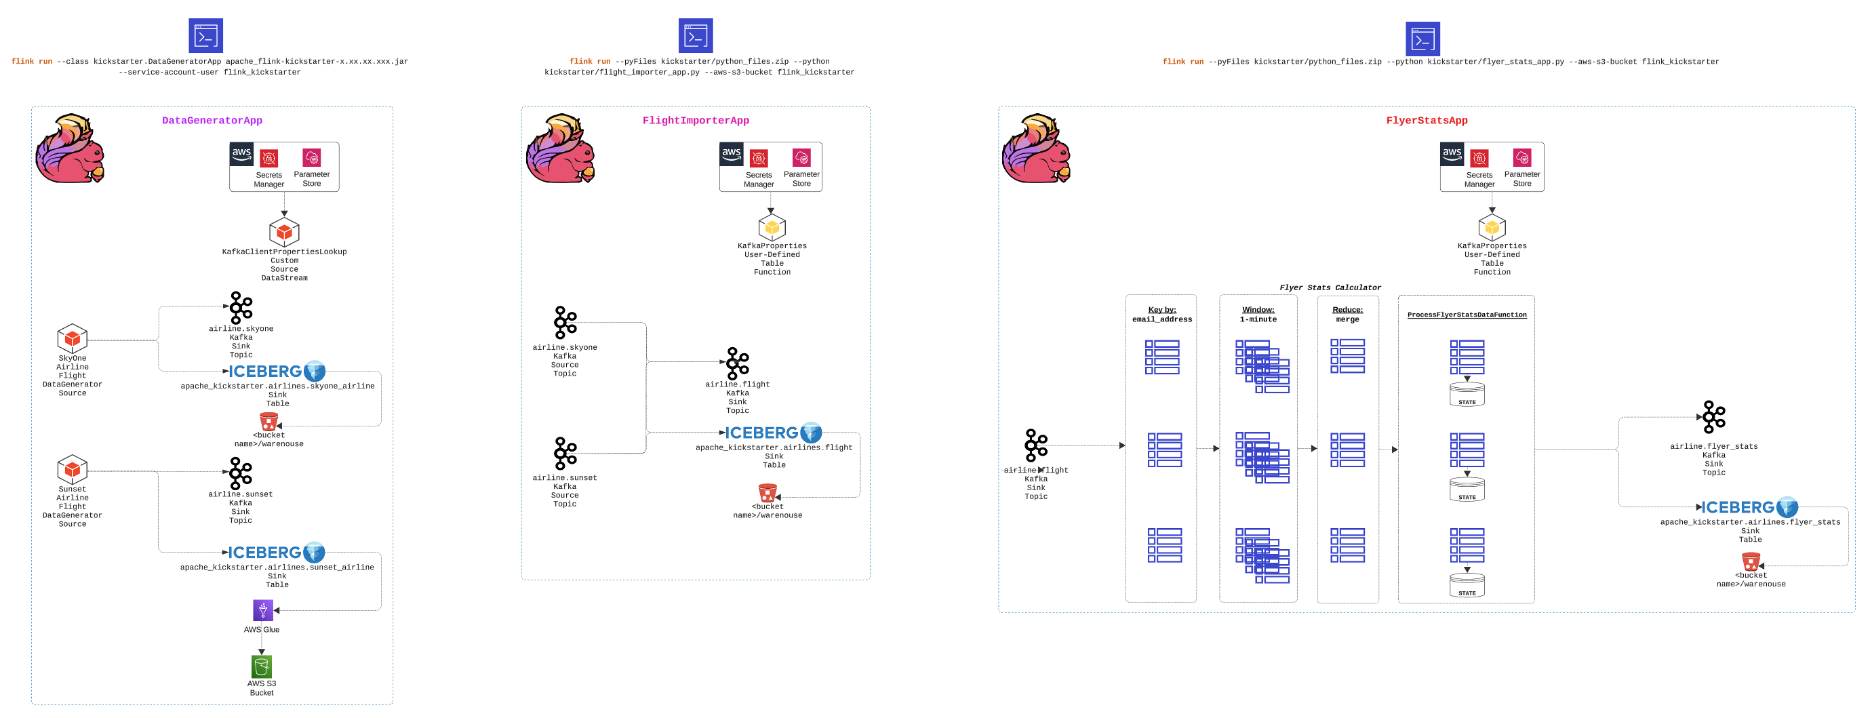 flink run --class kickstarter.DataGeneratorApp apache_flink-kickstarter-x.xx.xx.xxx.jar
--service-account-user flink_kickstarter
DataGeneratorApp
aws
Secrets
Manager
Parameter
Store
KafkaClientPropertiesLookup
Custom
Source
DataStream
SkyOne
Airline
Flight
DataGenerator
Source
airline.skyone
Kafka
Sink
Topic
ICEBERG
apache_kickstarter.airlines.skyone_airline
Sink
Table
<bucket
name>/warenouse
Sunset
Airline
Flight
DataGenerator
Source
airline.sunset
Kafka
Sink
Topic
ICEBERG
apache_kickstarter.airlines.sunset_airline
Sink
Table
AWS Glue
AWS S3
Bucket
flink run --pyFiles kickstarter/python_files.zip --python
kickstarter/flight_importer_app.py --aws-s3-bucket flink_kickstarter
FlightImporterApp
aws
Secrets
Manager
Parameter
Store
KafkaProperties
User-Defined
Table
Function
airline.skyone
Kafka
Source
Topic
airline.flight
Kafka
Sink
Topic
ICEBERG
apache_kickstarter.airlines.flight
Sink
Table
airline.sunset
Kafka
Source
Topic
<bucket
name>/warenouse
flink run --pyFiles kickstarter/python_files.zip --python kickstarter/flyer_stats_app.py --aws-s3-bucket flink_kickstarter
FlyerStatsApp
aws
Secrets
Manager
Parameter
Store
KafkaProperties
User-Defined
Table
Function
Flyer Stats Calculator
Key by:
email_address
Window:
1-minute
Reduce:
merge
ProcessFlyerStatsDataFunction
STATE
STATE
STATE
airline.flight
Kafka
Sink
Topic
airline.flyer_stats
Kafka
Sink
Topic
ICEBERG
apache_kickstarter.airlines.flyer_stats
Sink
Table
<bucket
name>/warenouse